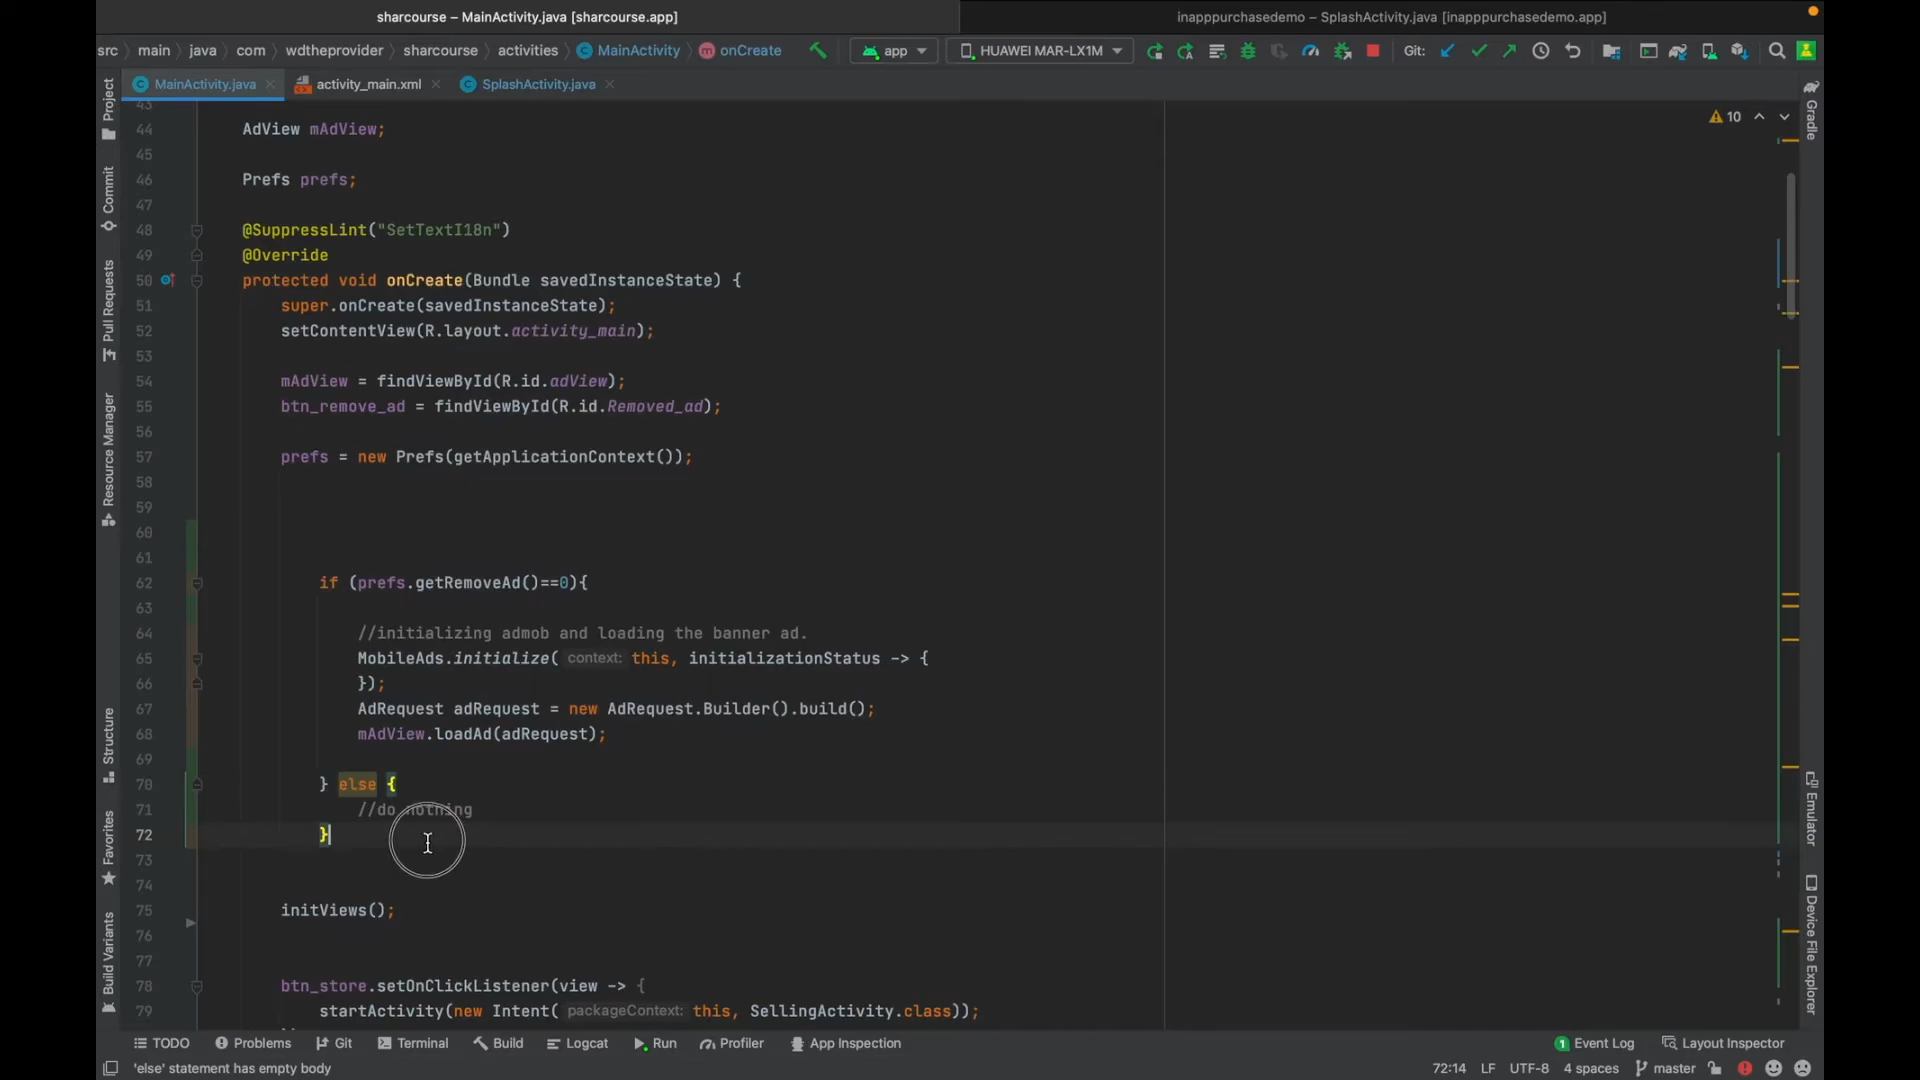 sharcourse – MainActivity.java [sharcourse.app]
inapppurchasedemo – SplashActivity.java [inapppurchasedemo.app]
src main java com wdtheprovider sharcourse activities MainActivity onCreate app HUAWEI MAR-LX1M Git:
MainActivity.java activity_main.xml SplashActivity.java
Project
Commit
Pull Requests
Resource Manager
Structure
Favorites
Build Variants
10
43
44 AdView mAdView;
45
46 Prefs prefs;
47
48 @SuppressLint("SetTextI18n")
49 @Override
50 protected void onCreate(Bundle savedInstanceState) {
51 super.onCreate(savedInstanceState);
52 setContentView(R.layout.activity_main);
53
54 mAdView = findViewById(R.id.adView);
55 btn_remove_ad = findViewById(R.id.Removed_ad);
56
57 prefs = new Prefs(getApplicationContext());
58
59
60
61
62 if (prefs.getRemoveAd()==0){
63
64 //initializing admob and loading the banner ad.
65 MobileAds.initialize( context: this, initializationStatus -> {
66 });
67 AdRequest adRequest = new AdRequest.Builder().build();
68 mAdView.loadAd(adRequest);
69
70 } else {
71 //do nothing
72 }
73
74
75 initViews();
76
77
78 btn_store.setOnClickListener(view -> {
79 startActivity(new Intent( packageContext: this, SellingActivity.class));
Gradle
Emulator
Device File Explorer
TODO Problems Git Terminal Build Logcat Run Profiler App Inspection 1 Event Log Layout Inspector
'else' statement has empty body 72:14 LF UTF-8 4 spaces master